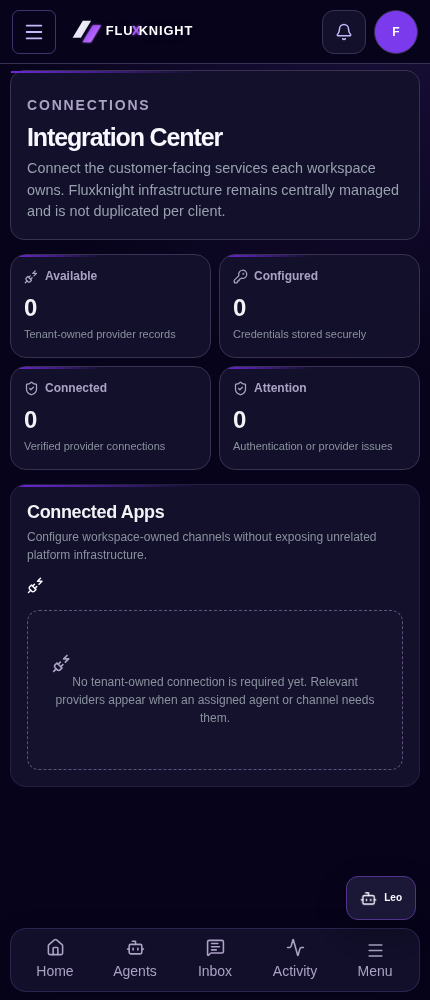 FLUXKNIGHT
F
CONNECTIONS
Integration Center
Connect the customer-facing services each workspace
owns. Fluxknight infrastructure remains centrally managed
and is not duplicated per client.
Available
0
Tenant-owned provider records
Configured
0
Credentials stored securely
Connected
0
Verified provider connections
Attention
0
Authentication or provider issues
Connected Apps
Configure workspace-owned channels without exposing unrelated
platform infrastructure.
No tenant-owned connection is required yet. Relevant
providers appear when an assigned agent or channel needs
them.
Leo
Home
Agents
Inbox
Activity
Menu